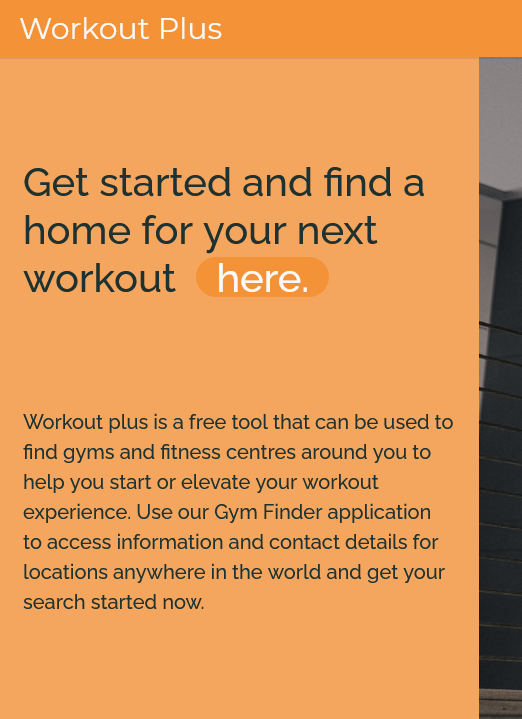 Workout Plus
Get started and find a
home for your next
workout here.
Workout plus is a free tool that can be used to
find gyms and fitness centres around you to
help you start or elevate your workout
experience. Use our Gym Finder application
to access information and contact details for
locations anywhere in the world and get your
search started now.